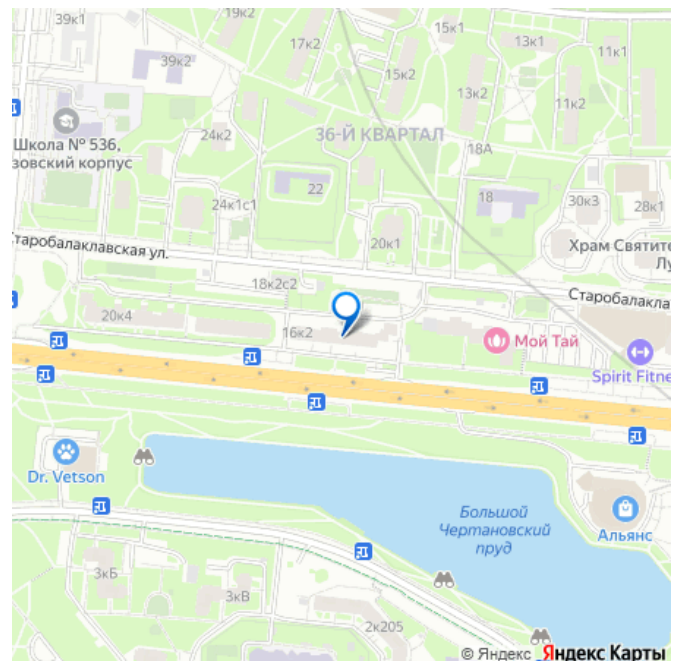 39к1
19к2
17к2
15к1
13к1
11к1
39к2
15к2
13к2
11к2
Школа № 536,
зовский корпус
24к2
36-Й КВАРТАЛ
18А
22
18
24к1с1
30к3
28к1
20к1
Храм Святите
Лу
Старобалаклавская ул.
18к2с2
Старобалакла
20к4
16к2
Мой Тай
Spirit Fitne
Dr. Vetson
Большой
Чертановский
пруд
Альянс
3кБ
3кВ
2к205
© Яндекс Яндекс Карты